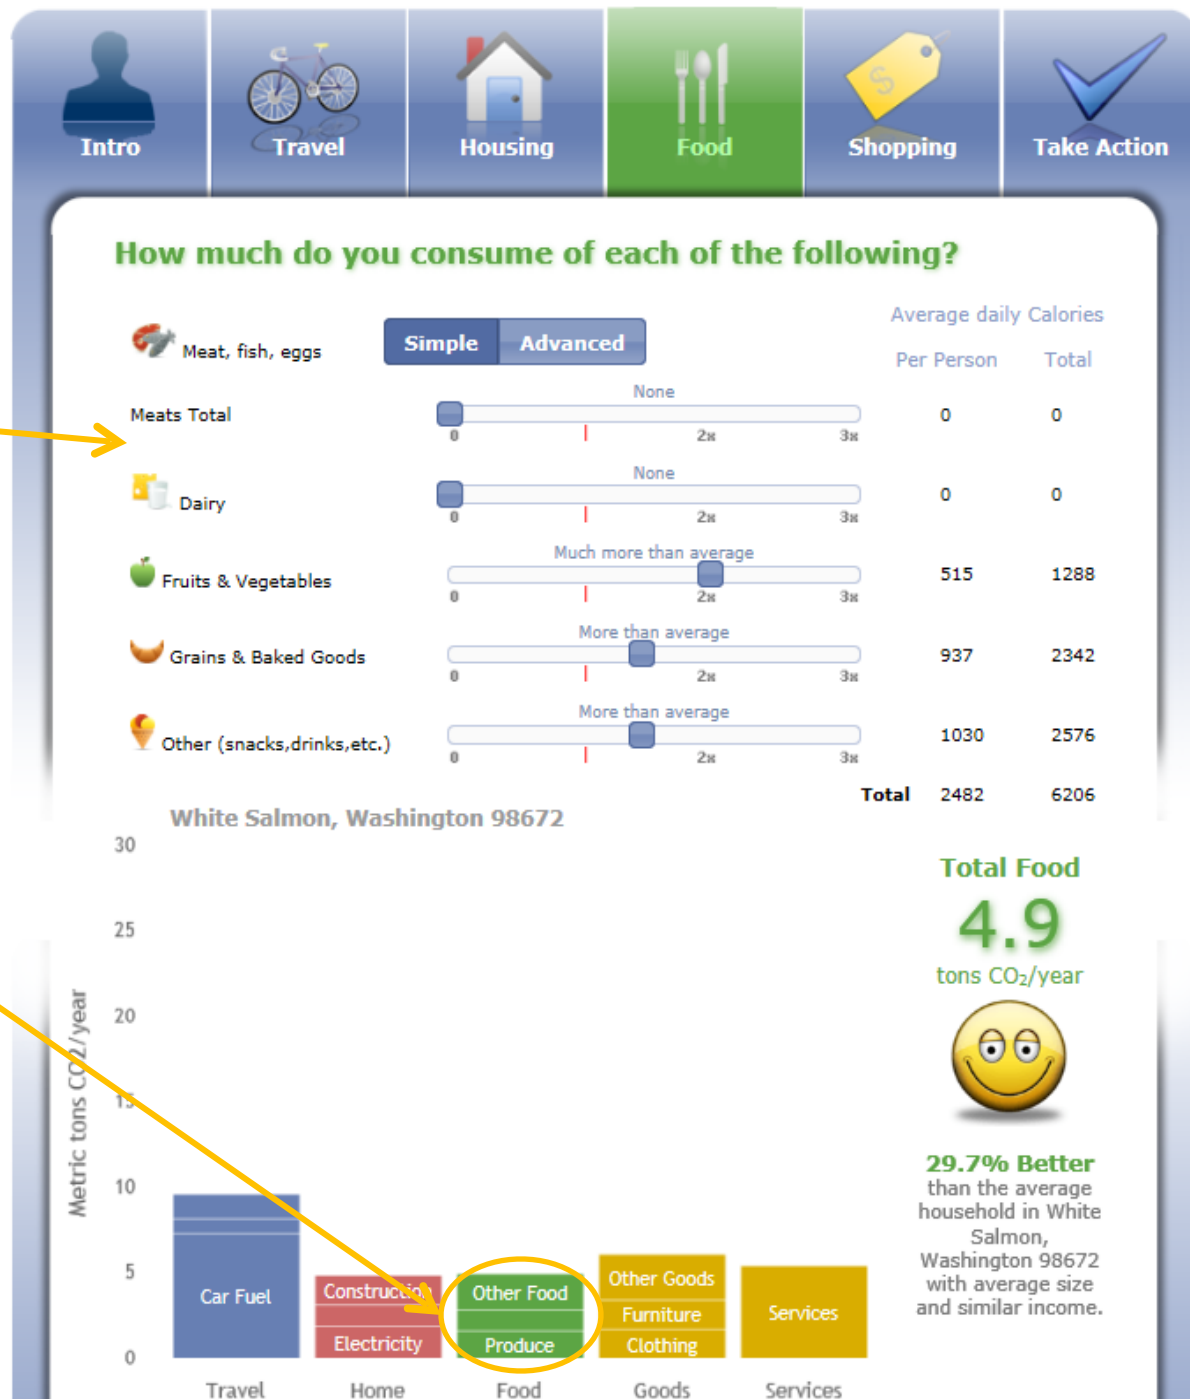 Intro Travel Housing Food Shopping Take Action
How much do you consume of each of the following?
Average daily Calories
Meat, fish, eggs Simple Advanced Per Person Total
None
Meats Total 0 0
0 2x 3x
None
Dairy 0 0
0 2x 3x
Much more than average
Fruits & Vegetables 515 1288
0 2x 3x
More than average
Grains & Baked Goods 937 2342
0 2x 3x
More than average
Other (snacks,drinks,etc.) 1030 2576
0 2x 3x
Total 2482 6206
White Salmon, Washington 98672
30
25
20
15
10
5
0
Metric tons CO2/year
Car Fuel
Construction
Electricity
Other Food
Produce
Other Goods
Furniture
Clothing
Services
Travel Home Food Goods Services
Total Food
4.9
tons CO₂/year
29.7% Better
than the average
household in White
Salmon,
Washington 98672
with average size
and similar income.